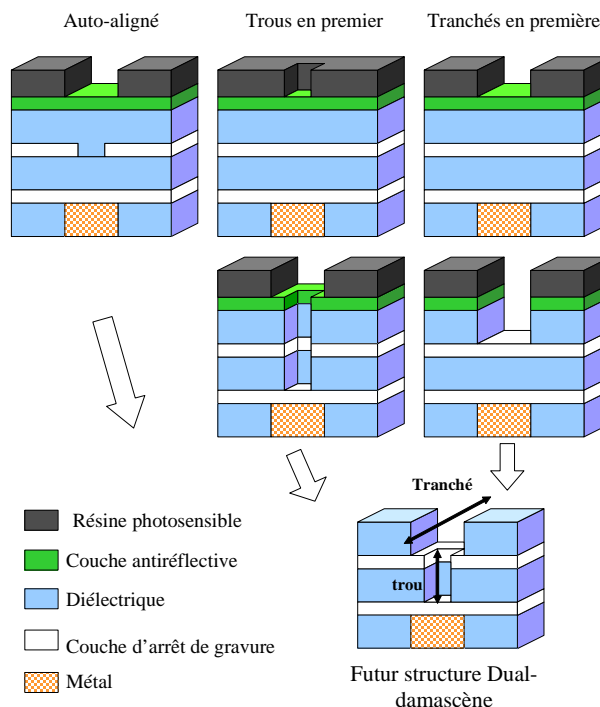 Auto-aligné
Trous en premier
Tranchés en première
Tranché
trou
Résine photosensible
Couche antiréflective
Diélectrique
Couche d’arrêt de gravure
Métal
Futur structure Dual-
damascène